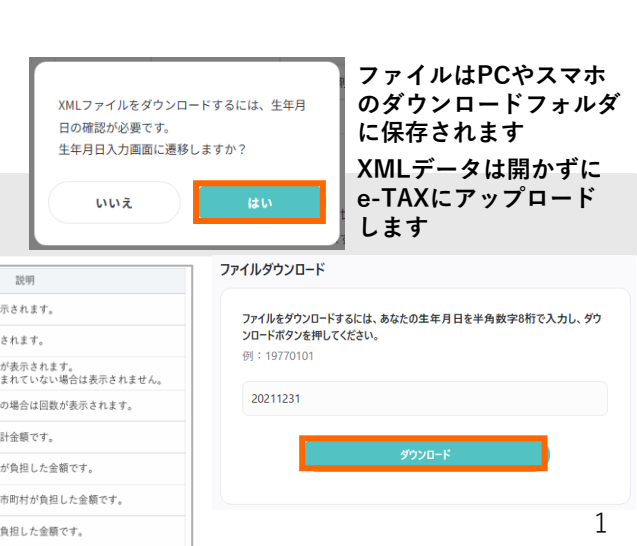 XMLファイルをダウンロードするには、生年月
日の確認が必要です。
生年月日入力画面に遷移しますか？
いいえ
はい
ファイルはPCやスマホ
のダウンロードフォルダ
に保存されます
XMLデータは開かずに
e-TAXにアップロード
します
説明
示されます。
されます。
が表示されます。
まれていない場合は表示されません。
の場合は回数が表示されます。
計金額です。
が負担した金額です。
市町村が負担した金額です。
負担した金額です。
ファイルダウンロード
ファイルをダウンロードするには、あなたの生年月日を半角数字8桁で入力し、ダウ
ンロードボタンを押してください。
例：19770101
20211231
ダウンロード
1